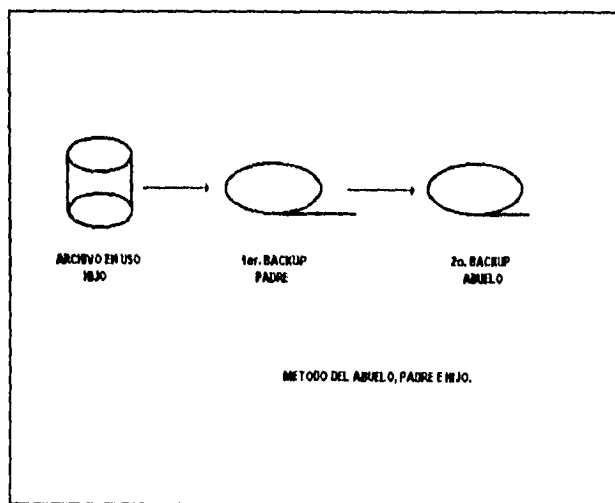 ARCHIVO EN USO
HIJO
1er. BACKUP
PADRE
2o. BACKUP
ABUELO
METODO DEL ABUELO, PADRE E HIJO.